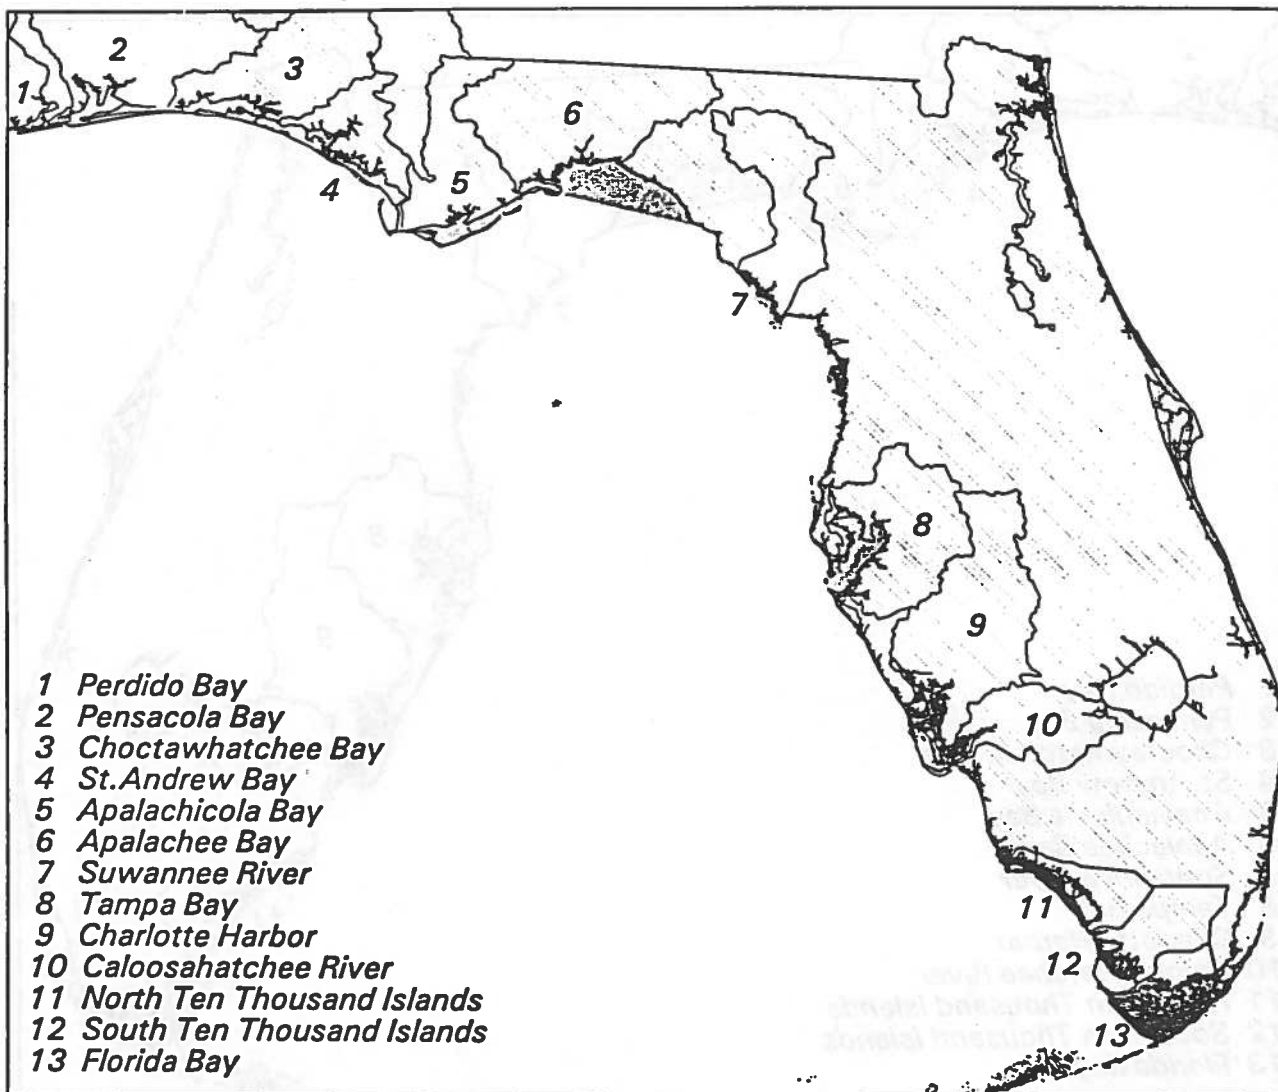 2
3
1
6
4
5
7
8
9
10
11
12
13
1 Perdido Bay
2 Pensacola Bay
3 Choctawhatchee Bay
4 St.Andrew Bay
5 Apalachicola Bay
6 Apalachee Bay
7 Suwannee River
8 Tampa Bay
9 Charlotte Harbor
10 Caloosahatchee River
11 North Ten Thousand Islands
12 South Ten Thousand Islands
13 Florida Bay